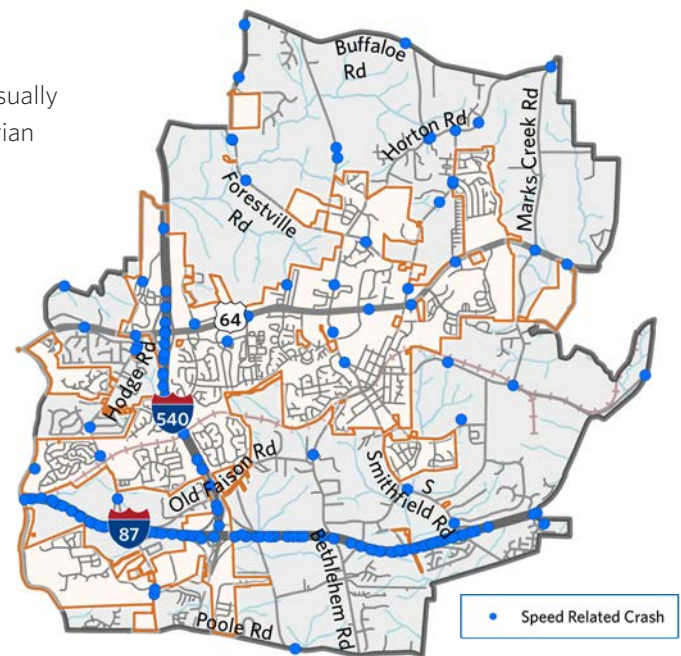 sually
rian
Buffaloe
Rd
Horton Rd
Marks Creek Rd
Forestville
Rd
64
Hodge Rd
540
Old Faison Rd
S
Smithfield Rd
87
Bethlehem Rd
Poole Rd
Speed Related Crash